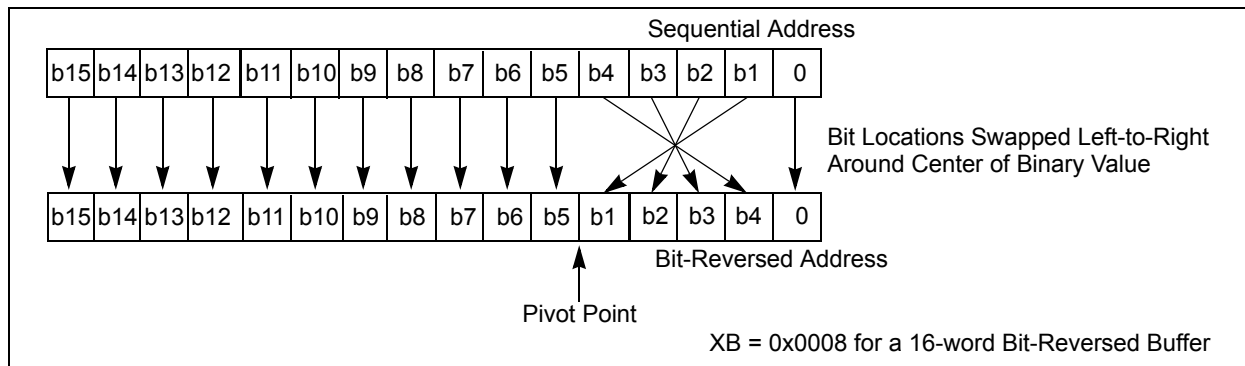 Sequential Address
b15 b14 b13 b12 b11 b10 b9 b8 b7 b6 b5 b4 b3 b2 b1 0
Bit Locations Swapped Left-to-Right
Around Center of Binary Value
b15 b14 b13 b12 b11 b10 b9 b8 b7 b6 b5 b1 b2 b3 b4 0
Bit-Reversed Address
Pivot Point
XB = 0x0008 for a 16-word Bit-Reversed Buffer